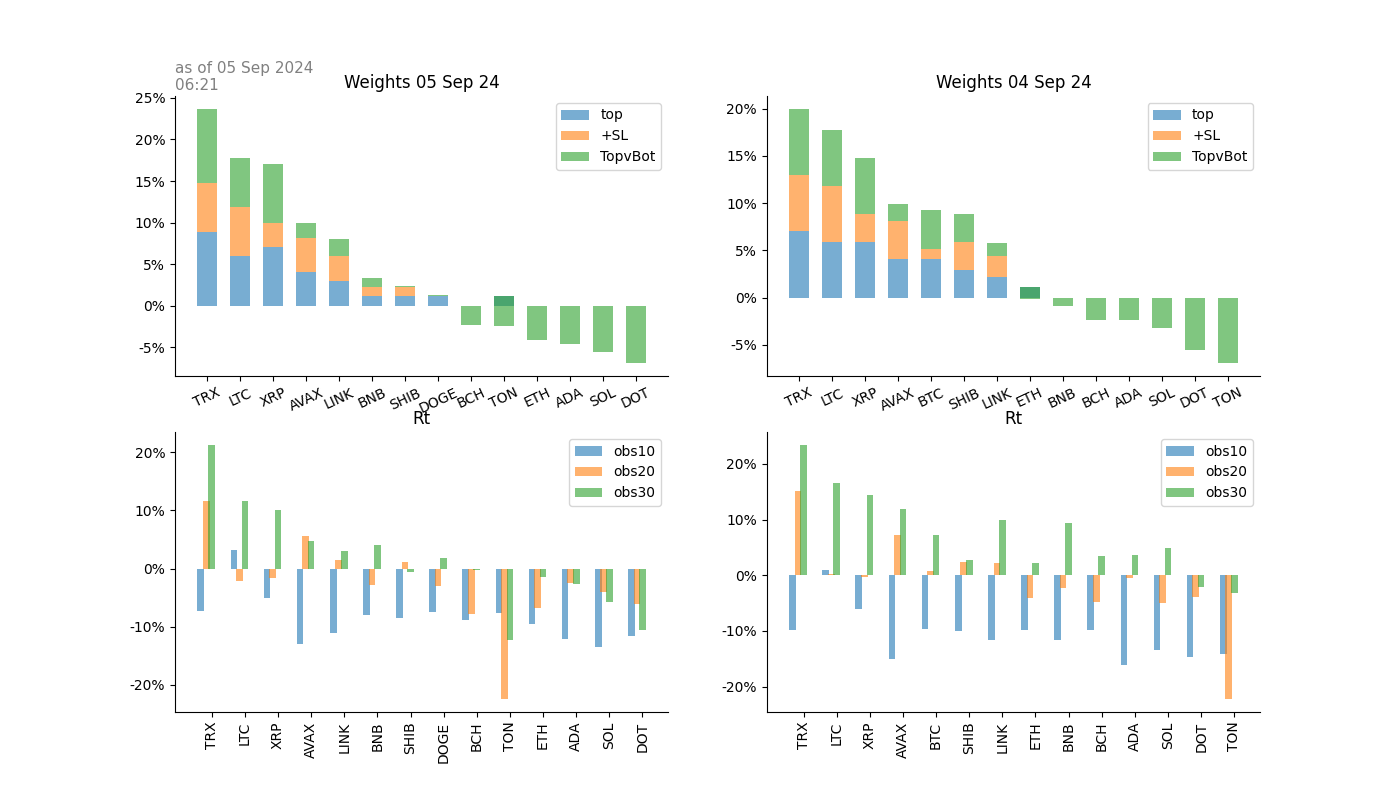 as of 05 Sep 2024
06:21
Weights 05 Sep 24
25%
20%
15%
10%
5%
0%
-5%
top
+SL
TopvBot
TRX LTC XRP AVAX LINK BNB SHIB DOGE BCH TON ETH ADA SOL DOT
Weights 04 Sep 24
20%
15%
10%
5%
0%
-5%
top
+SL
TopvBot
TRX LTC XRP AVAX BTC SHIB LINK ETH BNB BCH ADA SOL DOT TON
Rt
20%
10%
0%
-10%
-20%
obs10
obs20
obs30
TRX LTC XRP AVAX LINK BNB SHIB DOGE BCH TON ETH ADA SOL DOT
Rt
20%
10%
0%
-10%
-20%
obs10
obs20
obs30
TRX LTC XRP AVAX BTC SHIB LINK ETH BNB BCH ADA SOL DOT TON